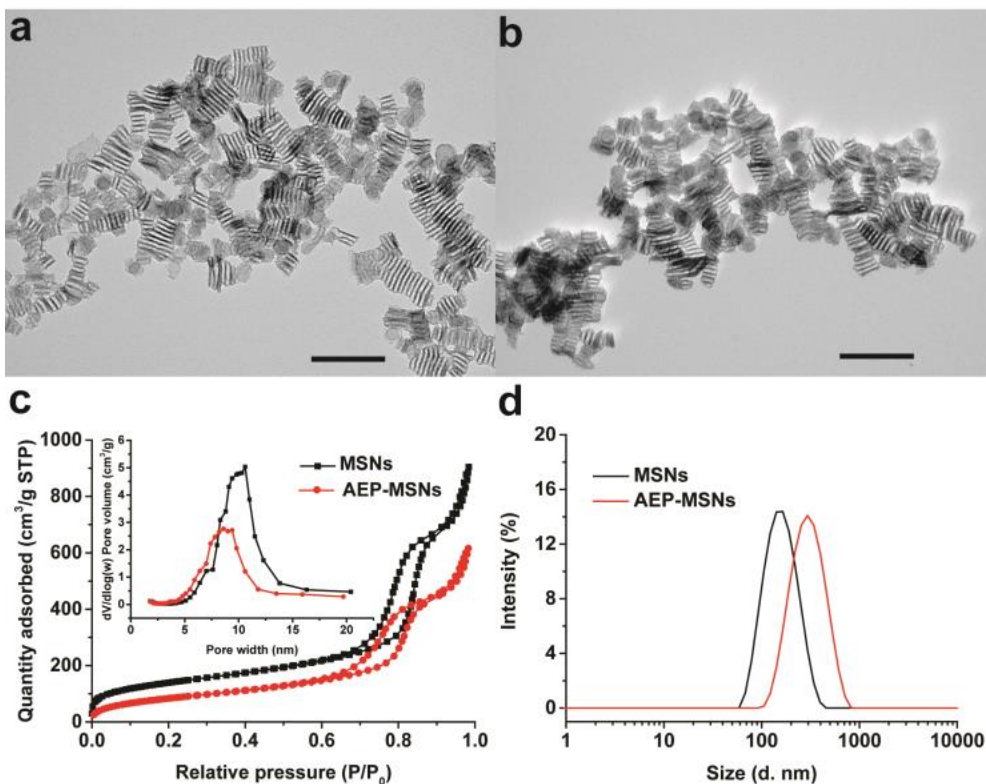 a
b
c
Quantity adsorbed (cm³/g STP)
1000
800
600
400
200
0
0.0 0.2 0.4 0.6 0.8 1.0
Relative pressure (P/P₀)
MSNs
AEP-MSNs
dV/dlog(w) Pore volume (cm³/g)
6
5
4
3
2
1
0
0 5 10 15 20
Pore width (nm)
d
Intensity (%)
20
16
12
8
4
0
1 10 100 1000 10000
Size (d. nm)
MSNs
AEP-MSNs